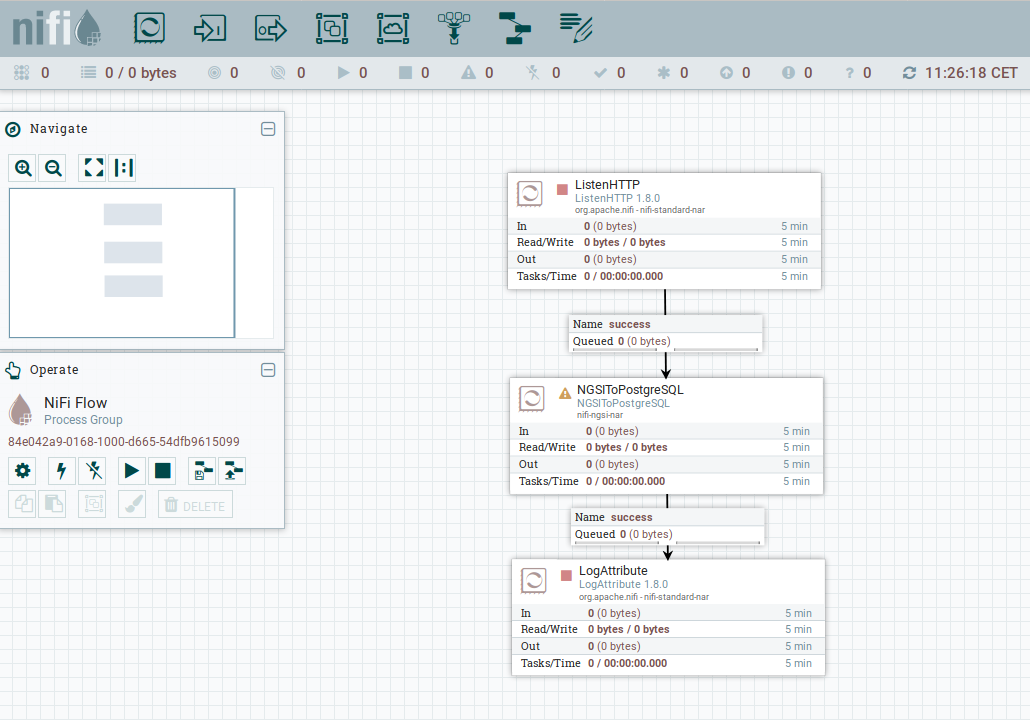 nifi
0
0 / 0 bytes
0
0
0
0
0
0
0
0
0
0
0
11:26:18 CET
Navigate
Operate
NiFi Flow
Process Group
84e042a9-0168-1000-d665-54dfb9615099
DELETE
ListenHTTP
ListenHTTP 1.8.0
org.apache.nifi - nifi-standard-nar
In 0 (0 bytes) 5 min
Read/Write 0 bytes / 0 bytes 5 min
Out 0 (0 bytes) 5 min
Tasks/Time 0 / 00:00:00.000 5 min
Name success
Queued 0 (0 bytes)
NGSIToPostgreSQL
NGSIToPostgreSQL
nifi-ngsi-nar
In 0 (0 bytes) 5 min
Read/Write 0 bytes / 0 bytes 5 min
Out 0 (0 bytes) 5 min
Tasks/Time 0 / 00:00:00.000 5 min
Name success
Queued 0 (0 bytes)
LogAttribute
LogAttribute 1.8.0
org.apache.nifi - nifi-standard-nar
In 0 (0 bytes) 5 min
Read/Write 0 bytes / 0 bytes 5 min
Out 0 (0 bytes) 5 min
Tasks/Time 0 / 00:00:00.000 5 min